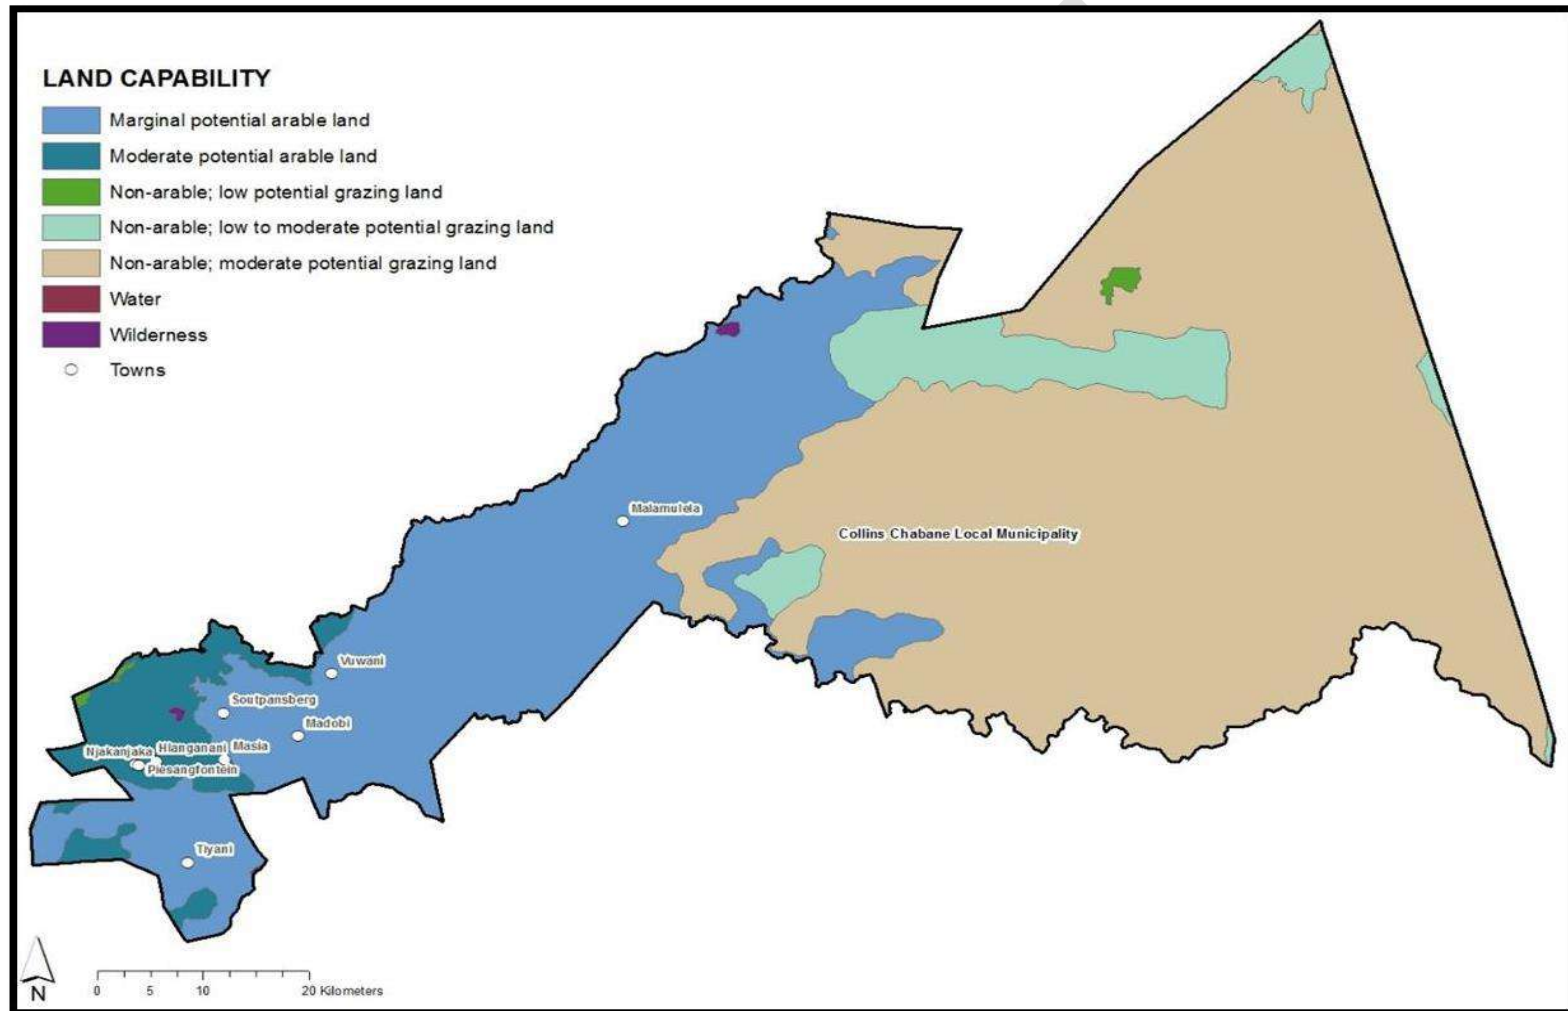 LAND CAPABILITY
Marginal potential arable land
Moderate potential arable land
Non-arable; low potential grazing land
Non-arable; low to moderate potential grazing land
Non-arable; moderate potential grazing land
Water
Wilderness
Towns
Malamulela
Collins Chabane Local Municipality
Vuwani
Soutpansberg
Madobi
Njakanjaka Hlanganani Masia
Piesangfontein
Tiyani
N
0 5 10 20 Kilometers